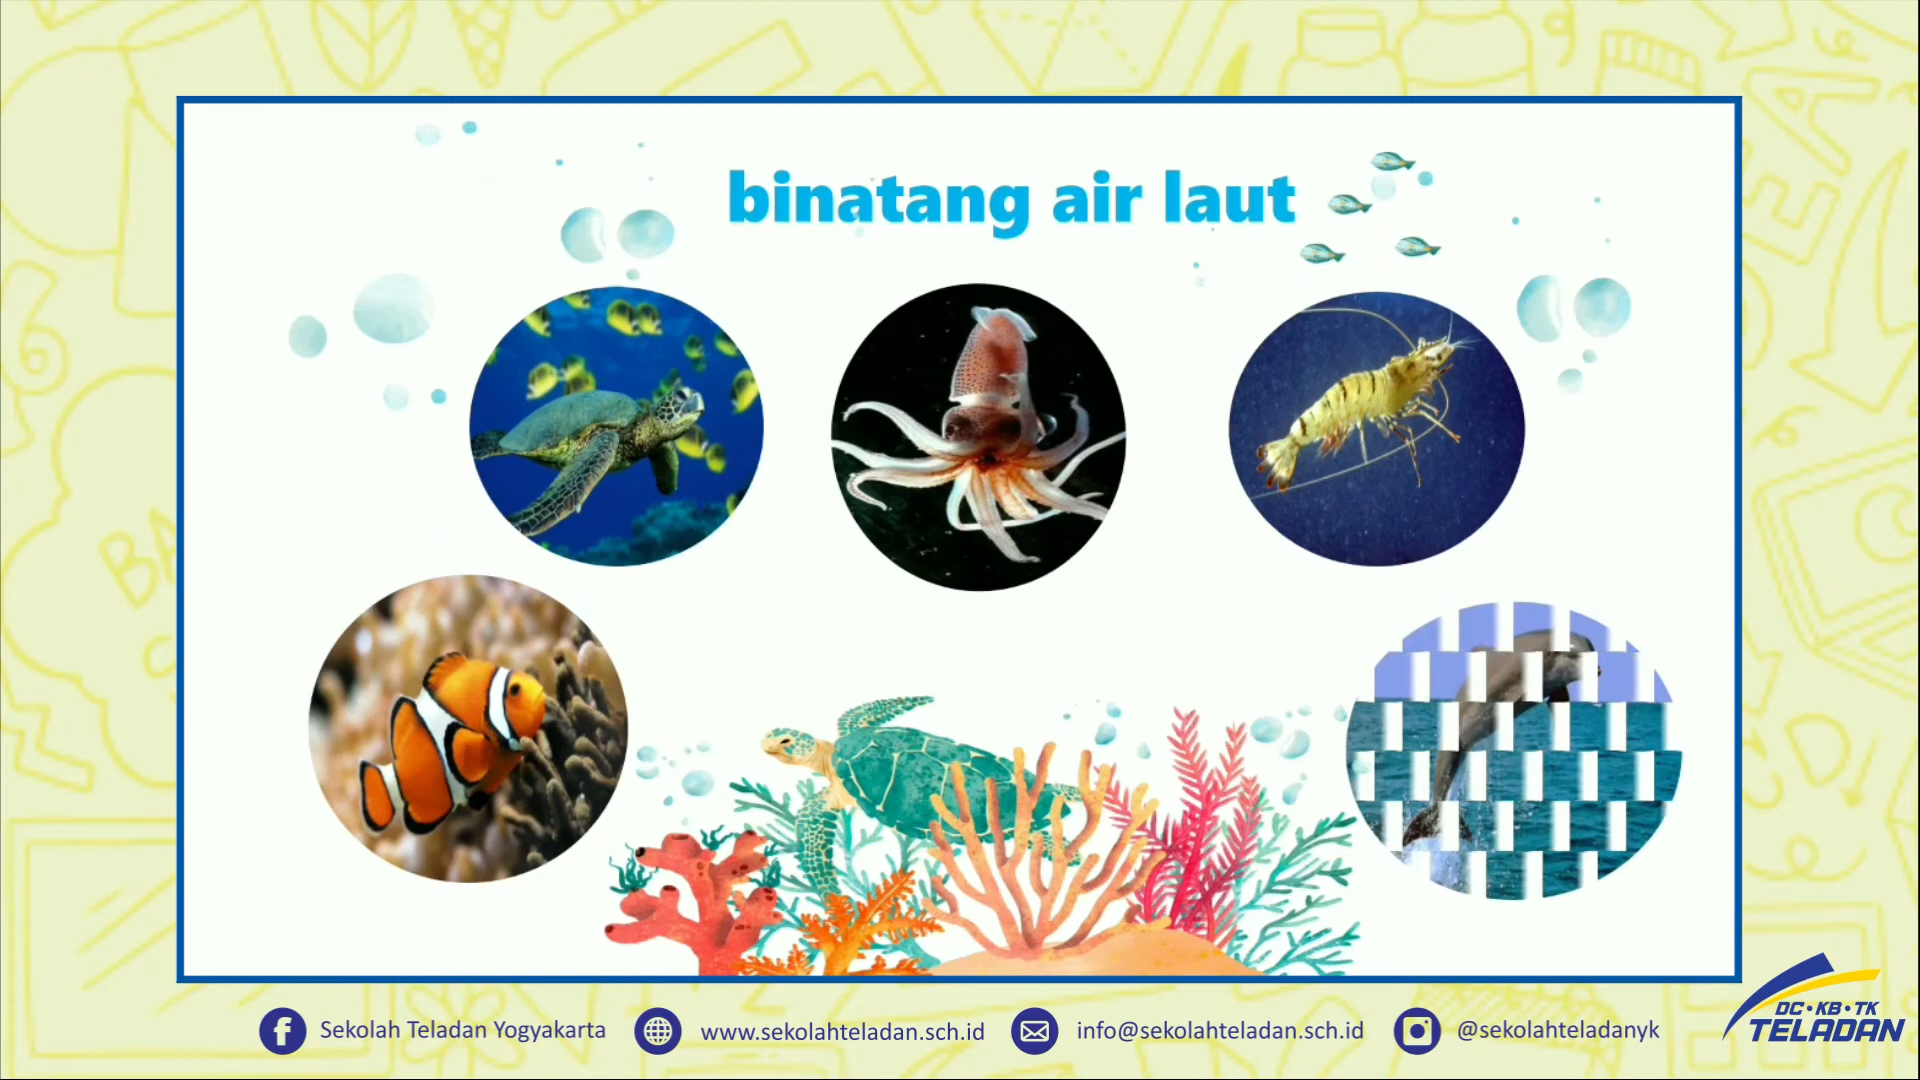 binatang air laut
Sekolah Teladan Yogyakarta
www.sekolahteladan.sch.id
info@sekolahteladan.sch.id
@sekolahteladanyk
DC•KB•TK
TELADAN